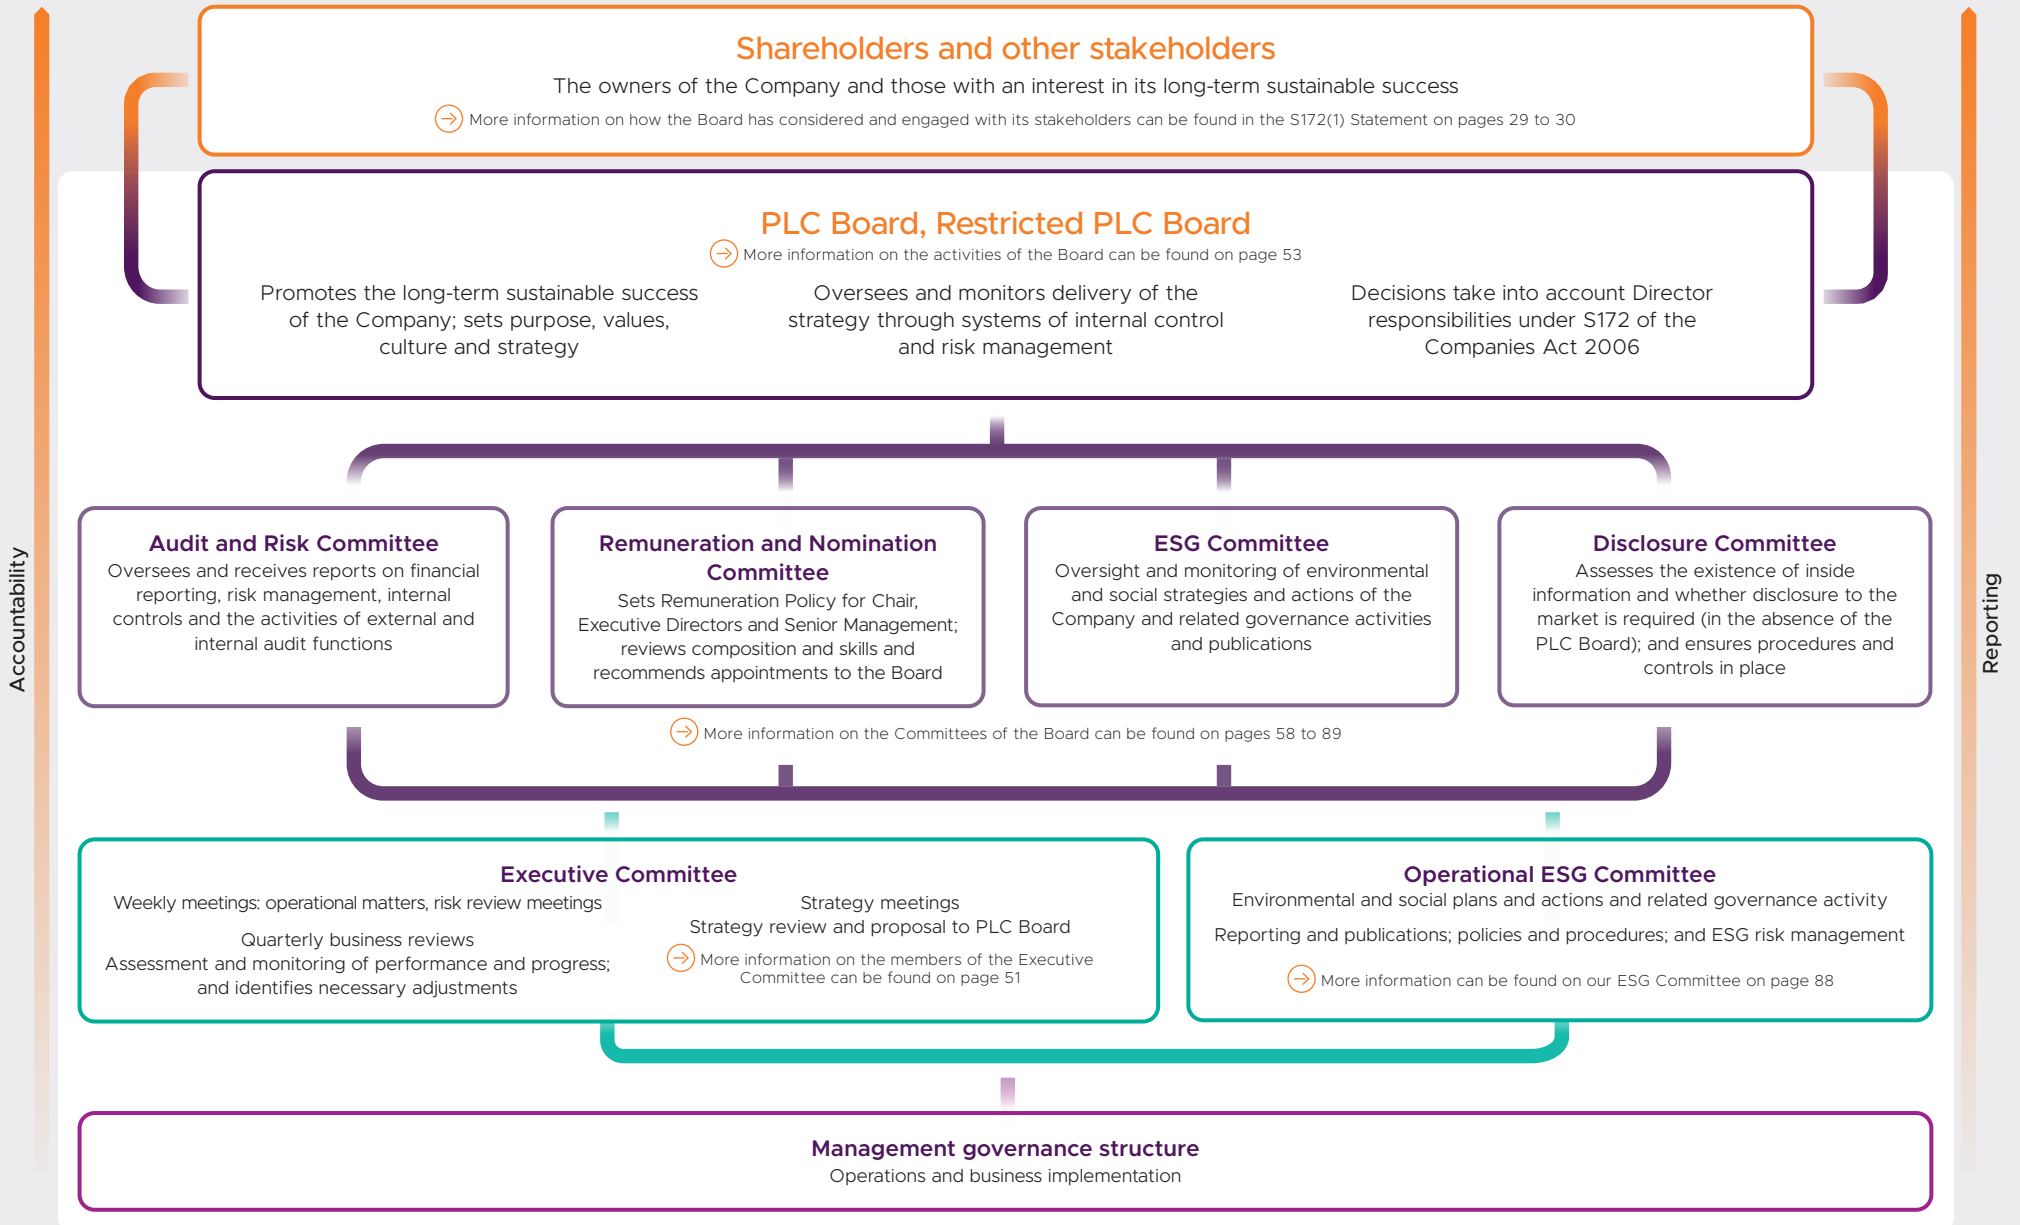 Shareholders and other stakeholders
The owners of the Company and those with an interest in its long-term sustainable success
More information on how the Board has considered and engaged with its stakeholders can be found in the S172(1) Statement on pages 29 to 30
PLC Board, Restricted PLC Board
More information on the activities of the Board can be found on page 53
Promotes the long-term sustainable success
of the Company; sets purpose, values,
culture and strategy
Oversees and monitors delivery of the
strategy through systems of internal control
and risk management
Decisions take into account Director
responsibilities under S172 of the
Companies Act 2006
Accountability
Audit and Risk Committee
Oversees and receives reports on financial
reporting, risk management, internal
controls and the activities of external and
internal audit functions
Remuneration and Nomination
Committee
Sets Remuneration Policy for Chair,
Executive Directors and Senior Management;
reviews composition and skills and
recommends appointments to the Board
ESG Committee
Oversight and monitoring of environmental
and social strategies and actions of the
Company and related governance activities
and publications
Disclosure Committee
Assesses the existence of inside
information and whether disclosure to the
market is required (in the absence of the
PLC Board); and ensures procedures and
controls in place
Reporting
More information on the Committees of the Board can be found on pages 58 to 89
Executive Committee
Weekly meetings: operational matters, risk review meetings
Quarterly business reviews
Assessment and monitoring of performance and progress;
and identifies necessary adjustments
Strategy meetings
Strategy review and proposal to PLC Board
More information on the members of the Executive
Committee can be found on page 51
Operational ESG Committee
Environmental and social plans and actions and related governance activity
Reporting and publications; policies and procedures; and ESG risk management
More information can be found on our ESG Committee on page 88
Management governance structure
Operations and business implementation